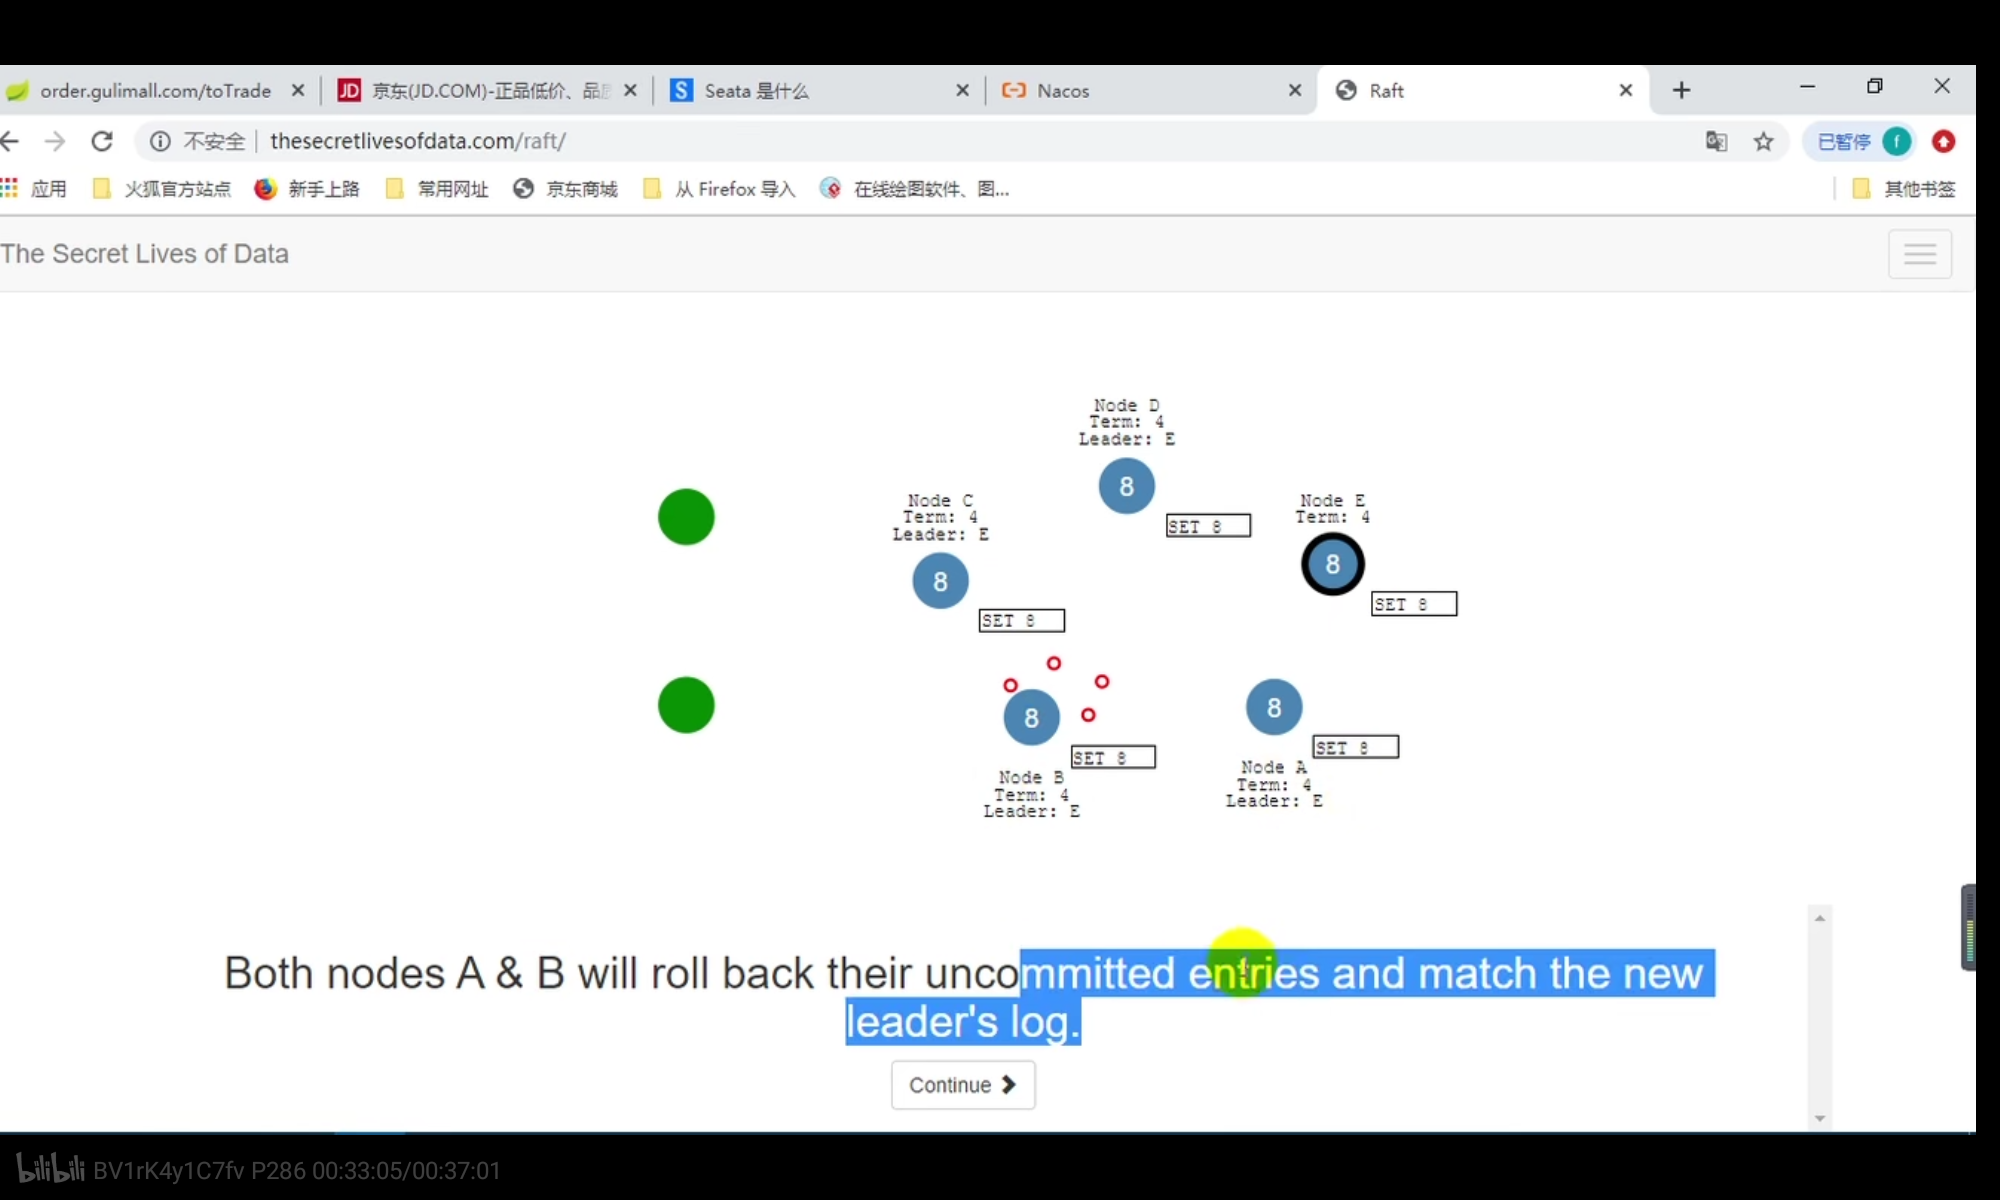 order.gulimall.com/toTrade
JD 京东(JD.COM)-正品低价、品
S Seata 是什么
Nacos
Raft
不安全 thesecretlivesofdata.com/raft/
已暂停 f
应用 火狐官方站点 新手上路 常用网址 京东商城 从 Firefox 导入 在线绘图软件、图... 其他书签
The Secret Lives of Data
Node D
Term: 4
Leader: E
8
SET 8
Node C
Term: 4
Leader: E
8
SET 8
Node E
Term: 4
8
SET 8
8
SET 8
Node B
Term: 4
Leader: E
8
SET 8
Node A
Term: 4
Leader: E
Both nodes A & B will roll back their uncommitted entries and match the new
leader's log.
Continue
bilibili BV1rK4y1C7fv P286 00:33:05/00:37:01